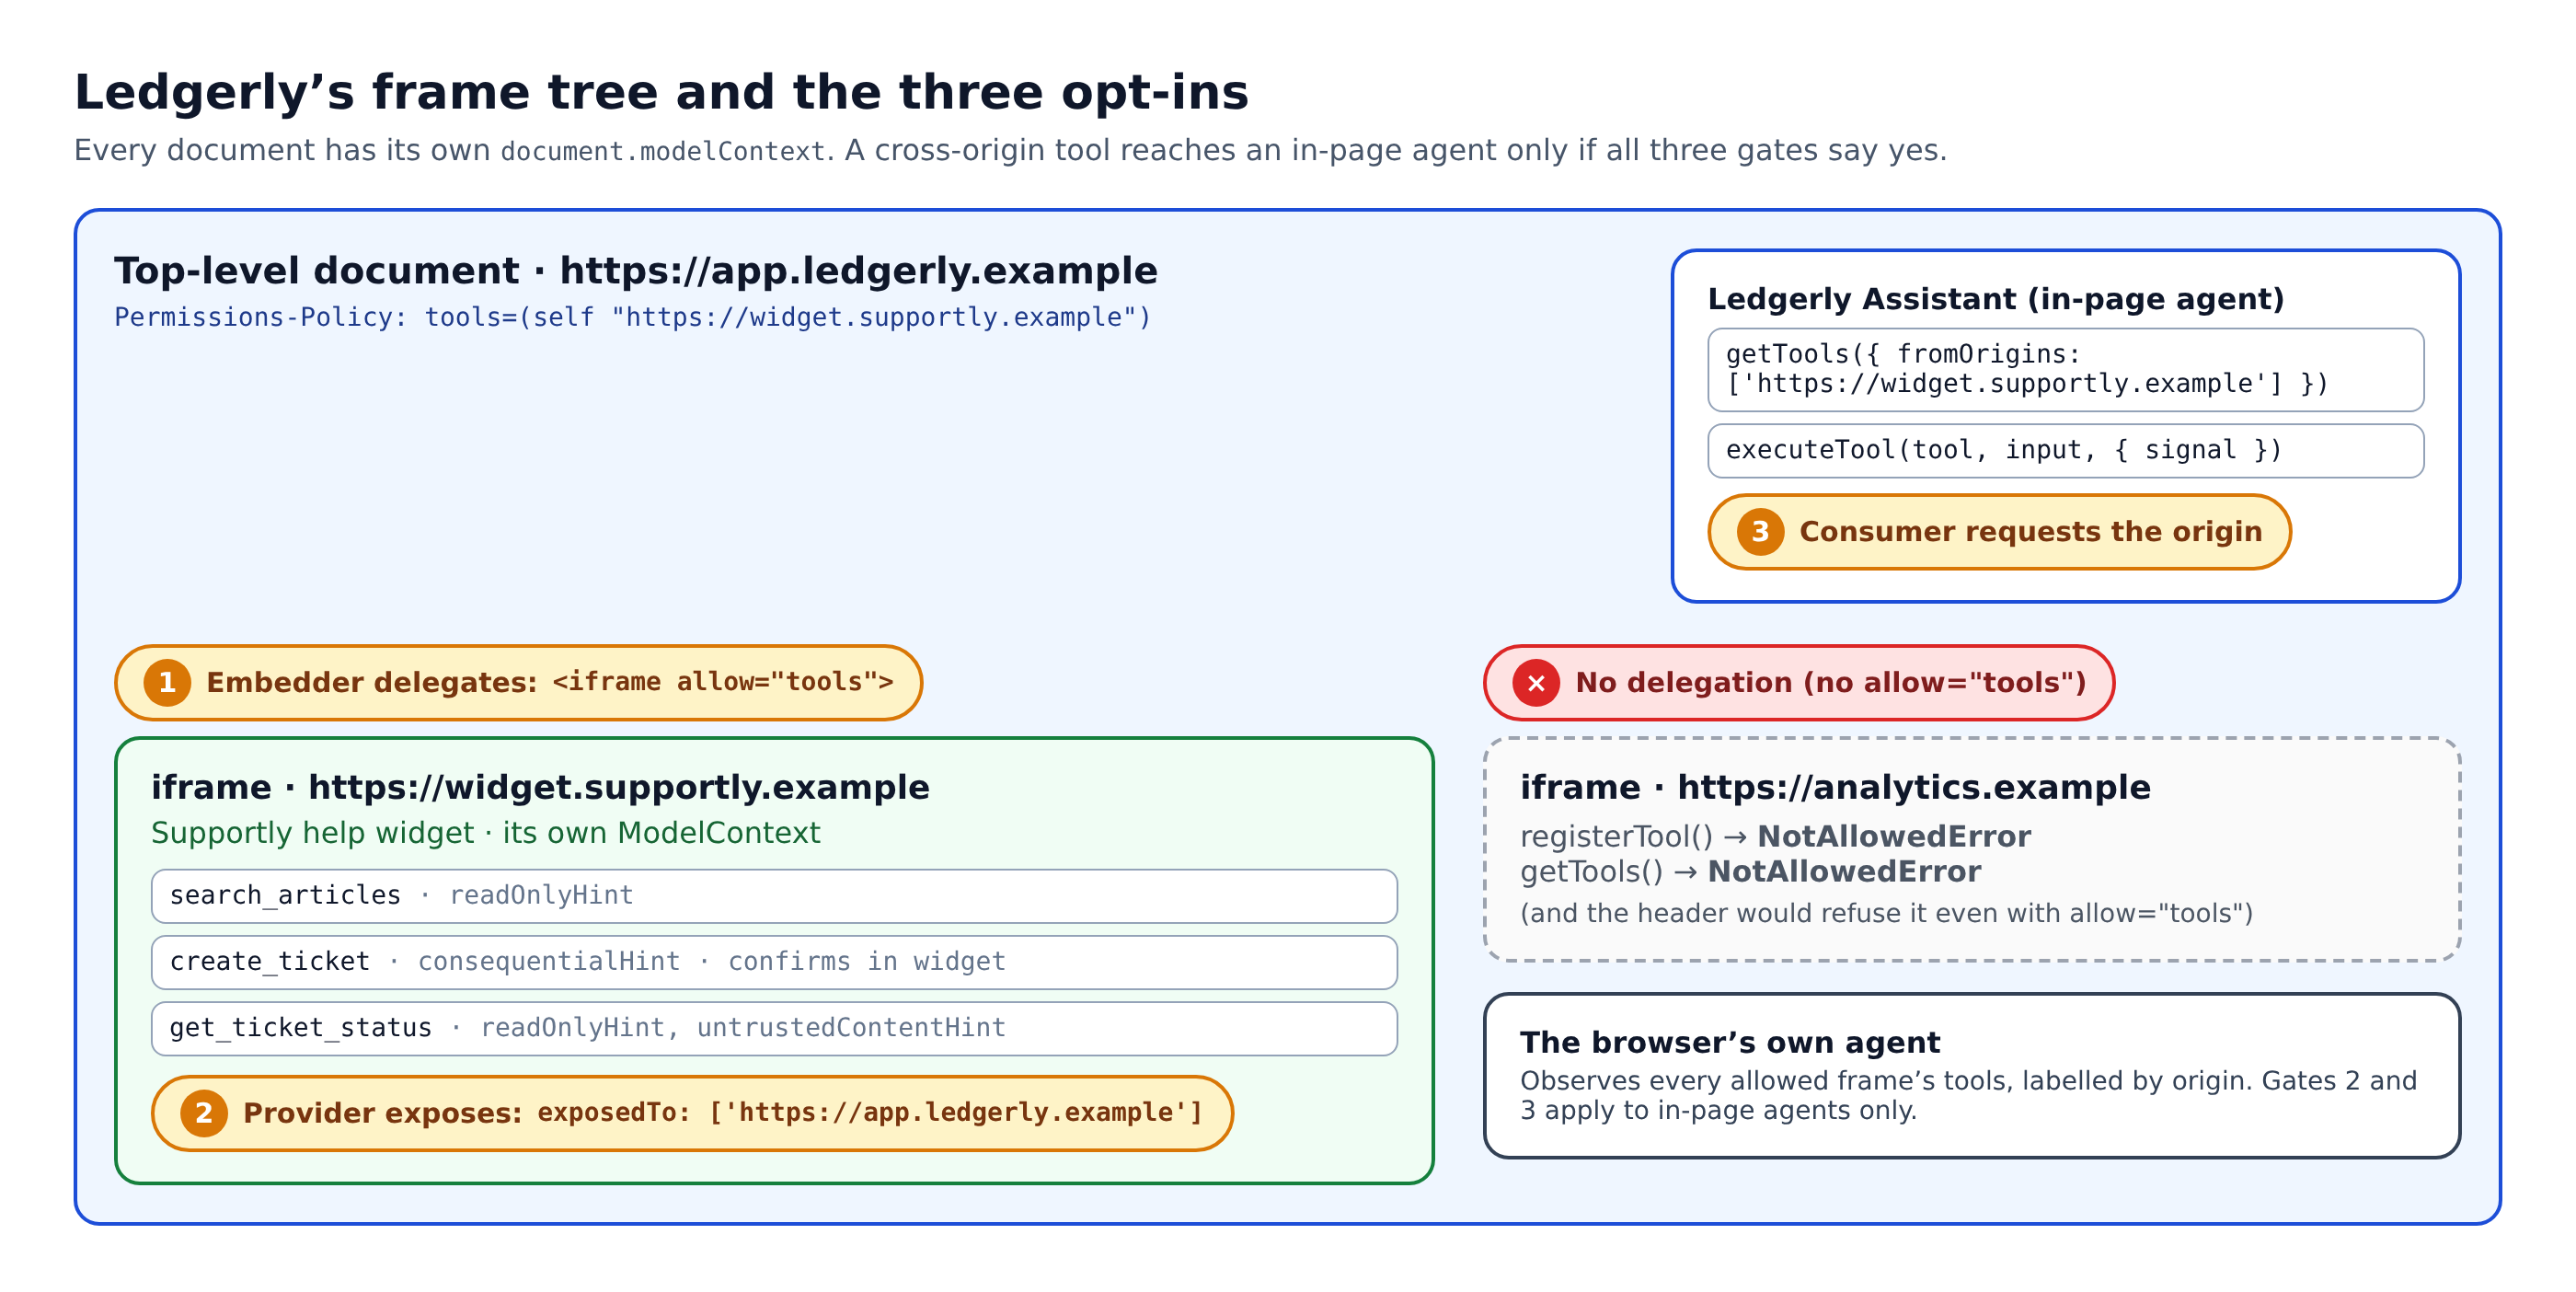 Ledgerly’s frame tree and the three opt-ins
Every document has its own document.modelContext. A cross-origin tool reaches an in-page agent only if all three gates say yes.
Top-level document · https://app.ledgerly.example
Permissions-Policy: tools=(self "https://widget.supportly.example")
Ledgerly Assistant (in-page agent)
getTools({ fromOrigins:
['https://widget.supportly.example'] })
executeTool(tool, input, { signal })
3 Consumer requests the origin
1 Embedder delegates: <iframe allow="tools">
iframe · https://widget.supportly.example
Supportly help widget · its own ModelContext
search_articles · readOnlyHint
create_ticket · consequentialHint · confirms in widget
get_ticket_status · readOnlyHint, untrustedContentHint
2 Provider exposes: exposedTo: ['https://app.ledgerly.example']
× No delegation (no allow="tools")
iframe · https://analytics.example
registerTool() → NotAllowedError
getTools() → NotAllowedError
(and the header would refuse it even with allow="tools")
The browser’s own agent
Observes every allowed frame’s tools, labelled by origin. Gates 2 and
3 apply to in-page agents only.